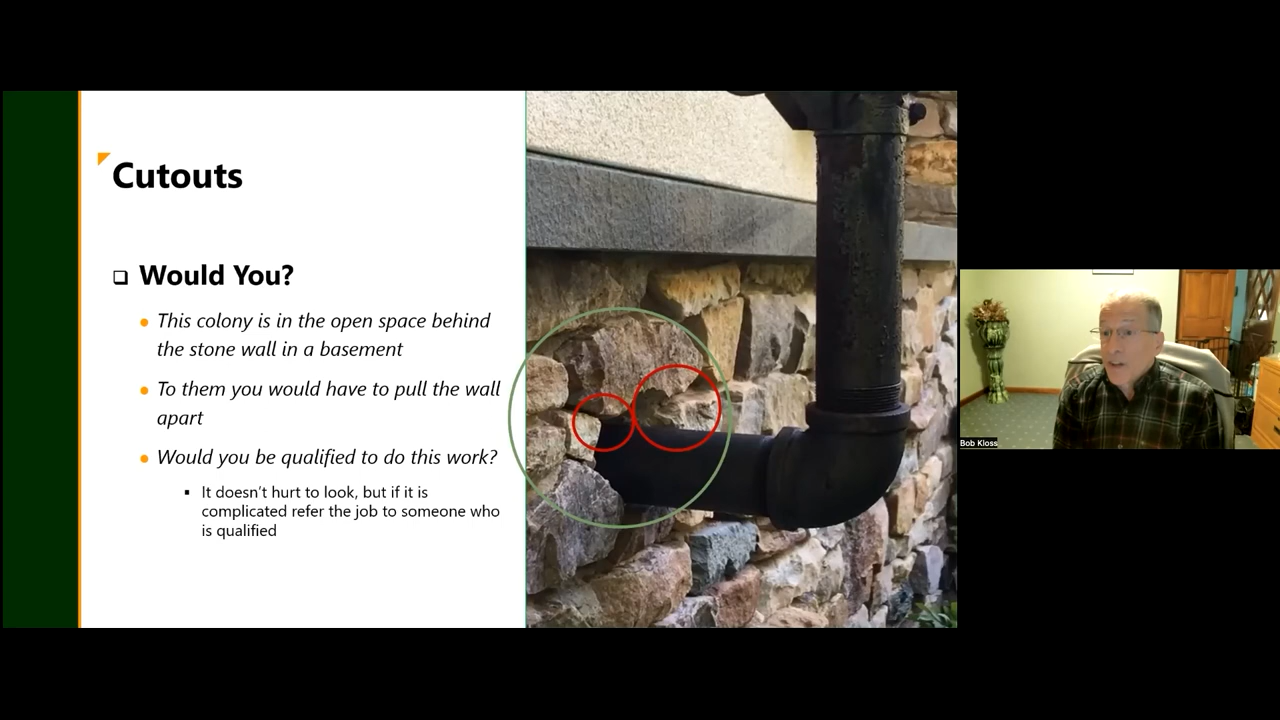 Cutouts
Would You?
This colony is in the open space behind
the stone wall in a basement
To them you would have to pull the wall
apart
Would you be qualified to do this work?
It doesn't hurt to look, but if it is
complicated refer the job to someone who
is qualified
Bob Kloss